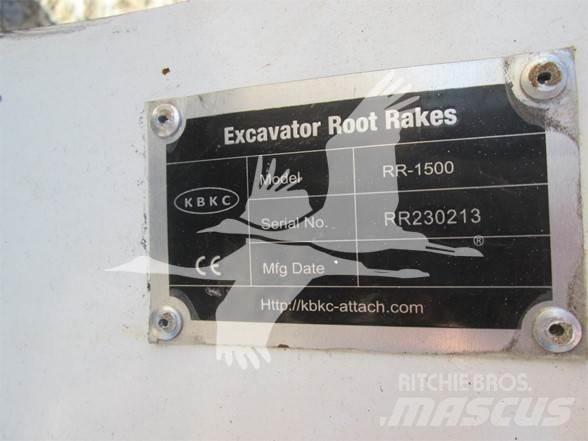 Excavator Root Rakes
KBKC
Model RR-1500
Serial No. RR230213
®
CE Mfg Date
Http://kbkc-attach.com
RITCHIE BROS.
MASCUS